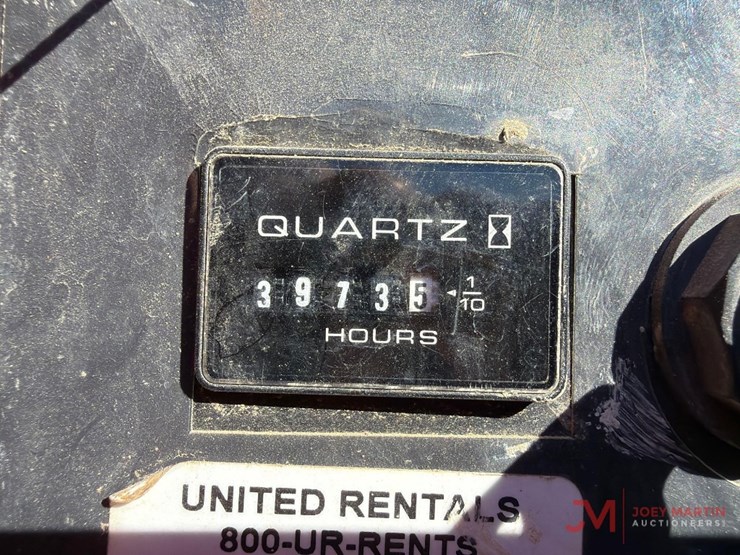 QUARTZ
39735 1/10
HOURS
UNITED RENTALS
800-UR-RENTS
JM JOEY MARTIN
AUCTIONEERS!